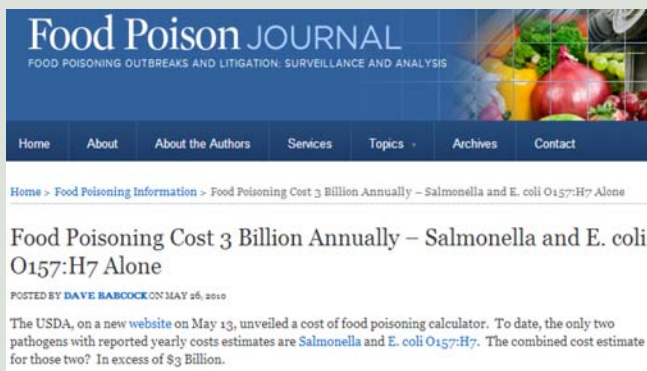 Food Poison JOURNAL
FOOD POISONING OUTBREAKS AND LITIGATION: SURVEILLANCE AND ANALYSIS
Home About About the Authors Services Topics Archives Contact
Home > Food Poisoning Information > Food Poisoning Cost 3 Billion Annually – Salmonella and E. coli O157:H7 Alone
Food Poisoning Cost 3 Billion Annually – Salmonella and E. coli
O157:H7 Alone
POSTED BY DAVE BABCOCK ON MAY 26, 2010
The USDA, on a new website on May 13, unveiled a cost of food poisoning calculator. To date, the only two
pathogens with reported yearly costs estimates are Salmonella and E. coli O157:H7. The combined cost estimate
for those two? In excess of $3 Billion.